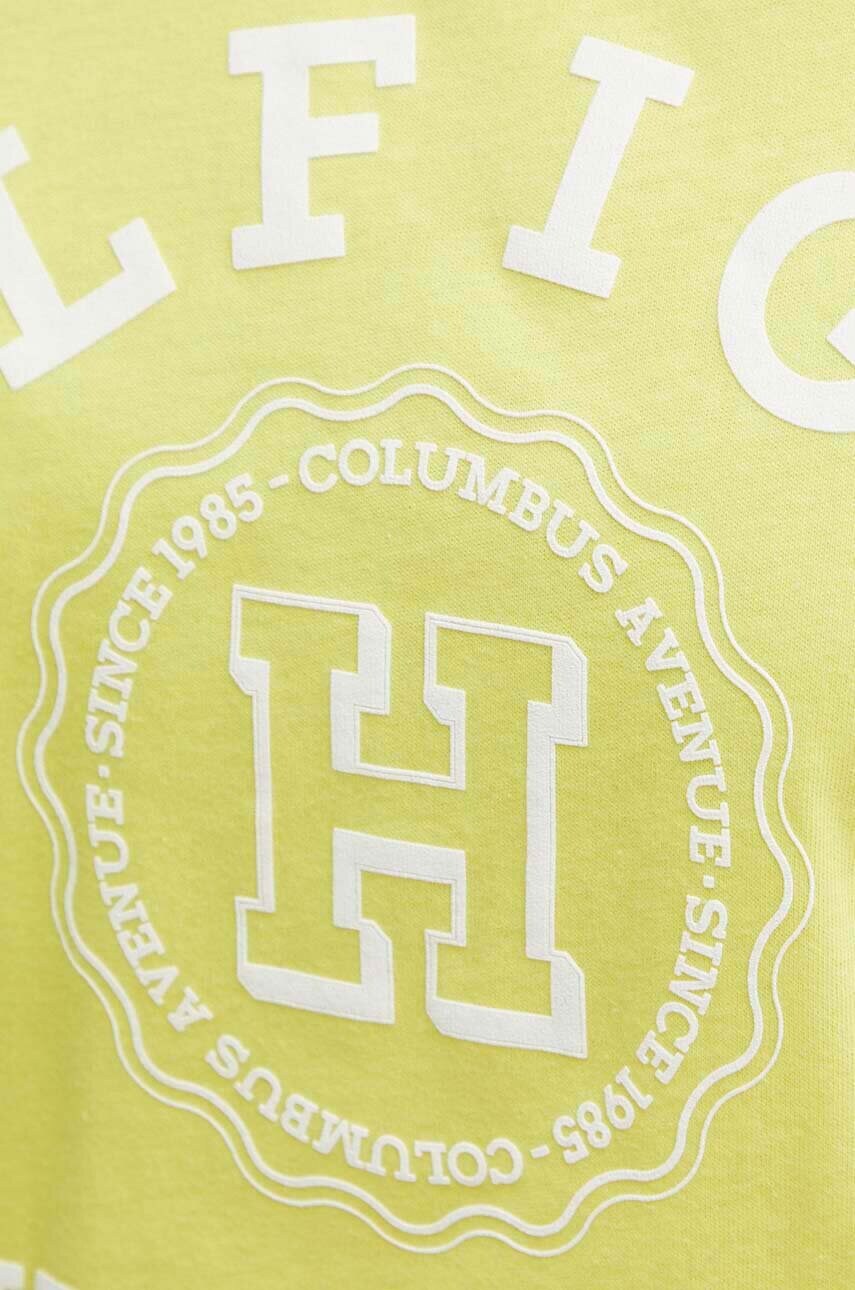 LFIG
COLUMBUS AVENUE · SINCE 1985 - COLUMBUS AVENUE · SINCE 1985 -
H